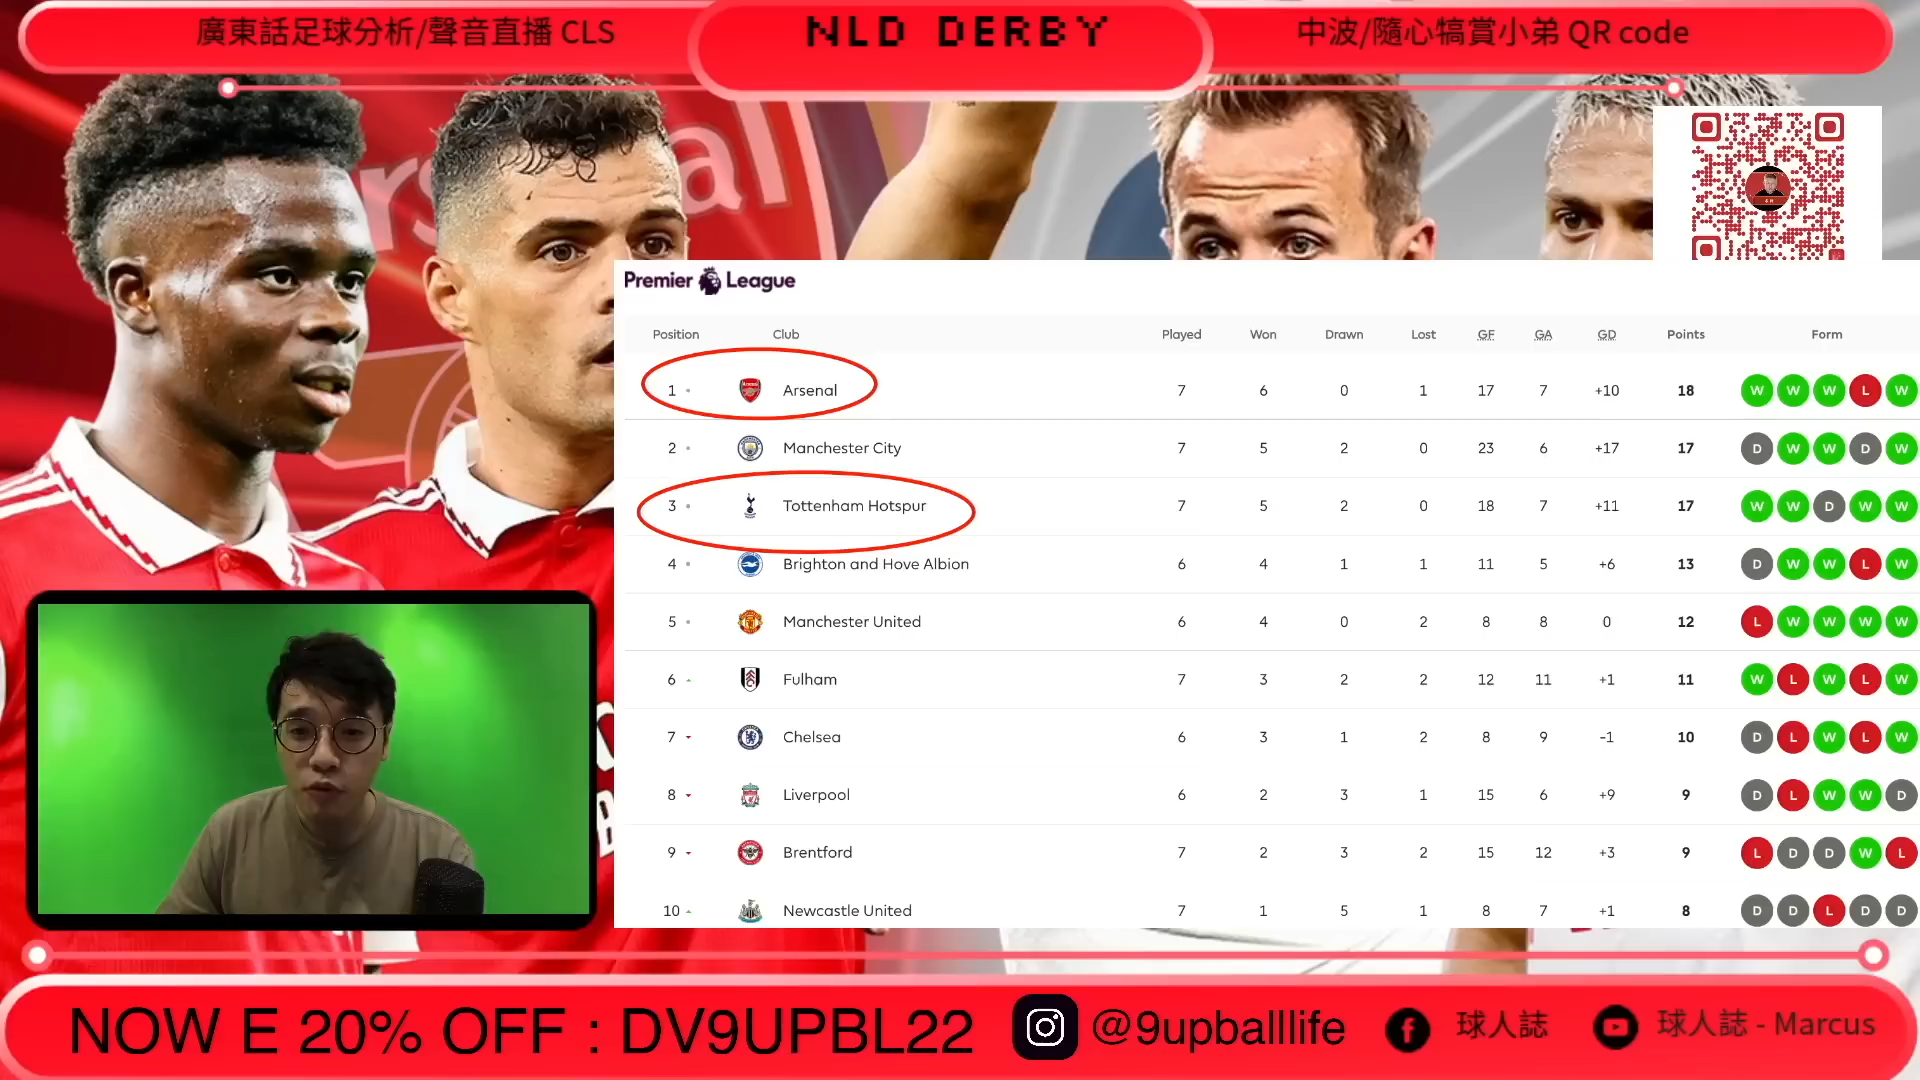 廣東話足球分析/聲音直播 CLS
NLD DERBY
中波/隨心犒賞小弟 QR code
Premier League
Position Club Played Won Drawn Lost GF GA GD Points Form
1 Arsenal 7 6 0 1 17 7 +10 18 W W W L W
2 Manchester City 7 5 2 0 23 6 +17 17 D W W D W
3 Tottenham Hotspur 7 5 2 0 18 7 +11 17 W W D W W
4 Brighton and Hove Albion 6 4 1 1 11 5 +6 13 D W W L W
5 Manchester United 6 4 0 2 8 8 0 12 L W W W W
6 Fulham 7 3 2 2 12 11 +1 11 W L W L W
7 Chelsea 6 3 1 2 8 9 -1 10 D L W L W
8 Liverpool 6 2 3 1 15 6 +9 9 D L W W D
9 Brentford 7 2 3 2 15 12 +3 9 L D D W L
10 Newcastle United 7 1 5 1 8 7 +1 8 D D L D D
NOW E 20% OFF : DV9UPBL22 @9upballlife 球人誌 球人誌 - Marcus